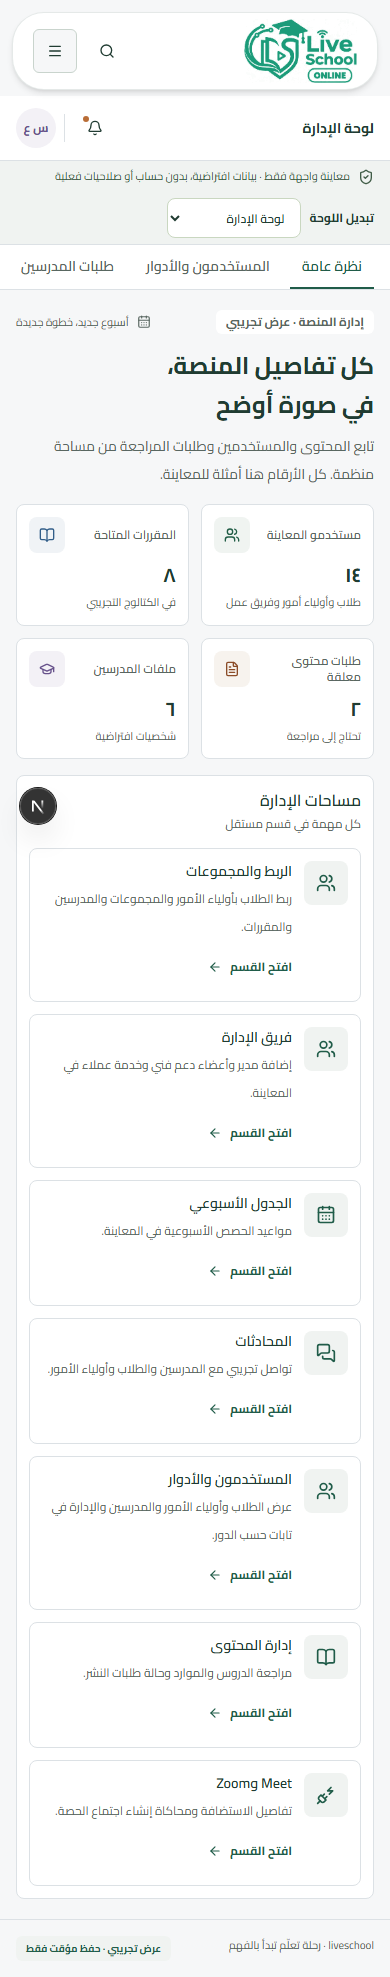 Live
School
ONLINE
لوحة الإدارة
س ع
معاينة واجهة فقط · بيانات افتراضية، بدون حساب أو صلاحيات فعلية
تبديل اللوحة
لوحة الإدارة
نظرة عامة
المستخدمون والأدوار
طلبات المدرسين
إدارة المنصة · عرض تجريبي
أسبوع جديد، خطوة جديدة
كل تفاصيل المنصة،
في صورة أوضح
تابع المحتوى والمستخدمين وطلبات المراجعة من مساحة
منظمة. كل الأرقام هنا أمثلة للمعاينة.
مستخدمو المعاينة
١٤
طلاب وأولياء أمور وفريق عمل
المقررات المتاحة
٨
في الكتالوج التجريبي
طلبات محتوى
معلقة
٢
تحتاج إلى مراجعة
ملفات المدرسين
٦
شخصيات افتراضية
مساحات الإدارة
كل مهمة في قسم مستقل
N
الربط والمجموعات
ربط الطلاب بأولياء الأمور والمجموعات والمدرسين
والمقررات.
افتح القسم
فريق الإدارة
إضافة مدير وأعضاء دعم فني وخدمة عملاء في
المعاينة.
افتح القسم
الجدول الأسبوعي
مواعيد الحصص الأسبوعية في المعاينة.
افتح القسم
المحادثات
تواصل تجريبي مع المدرسين والطلاب وأولياء الأمور.
افتح القسم
المستخدمون والأدوار
عرض الطلاب وأولياء الأمور والمدرسين والإدارة في
تابات حسب الدور.
افتح القسم
إدارة المحتوى
مراجعة الدروس والموارد وحالة طلبات النشر.
افتح القسم
Zoomg Meet
تفاصيل الاستضافة ومحاكاة إنشاء اجتماع الحصة.
افتح القسم
liveschool · رحلة تعلّم تبدأ بالفهم
عرض تجريبي · حفظ مؤقت فقط